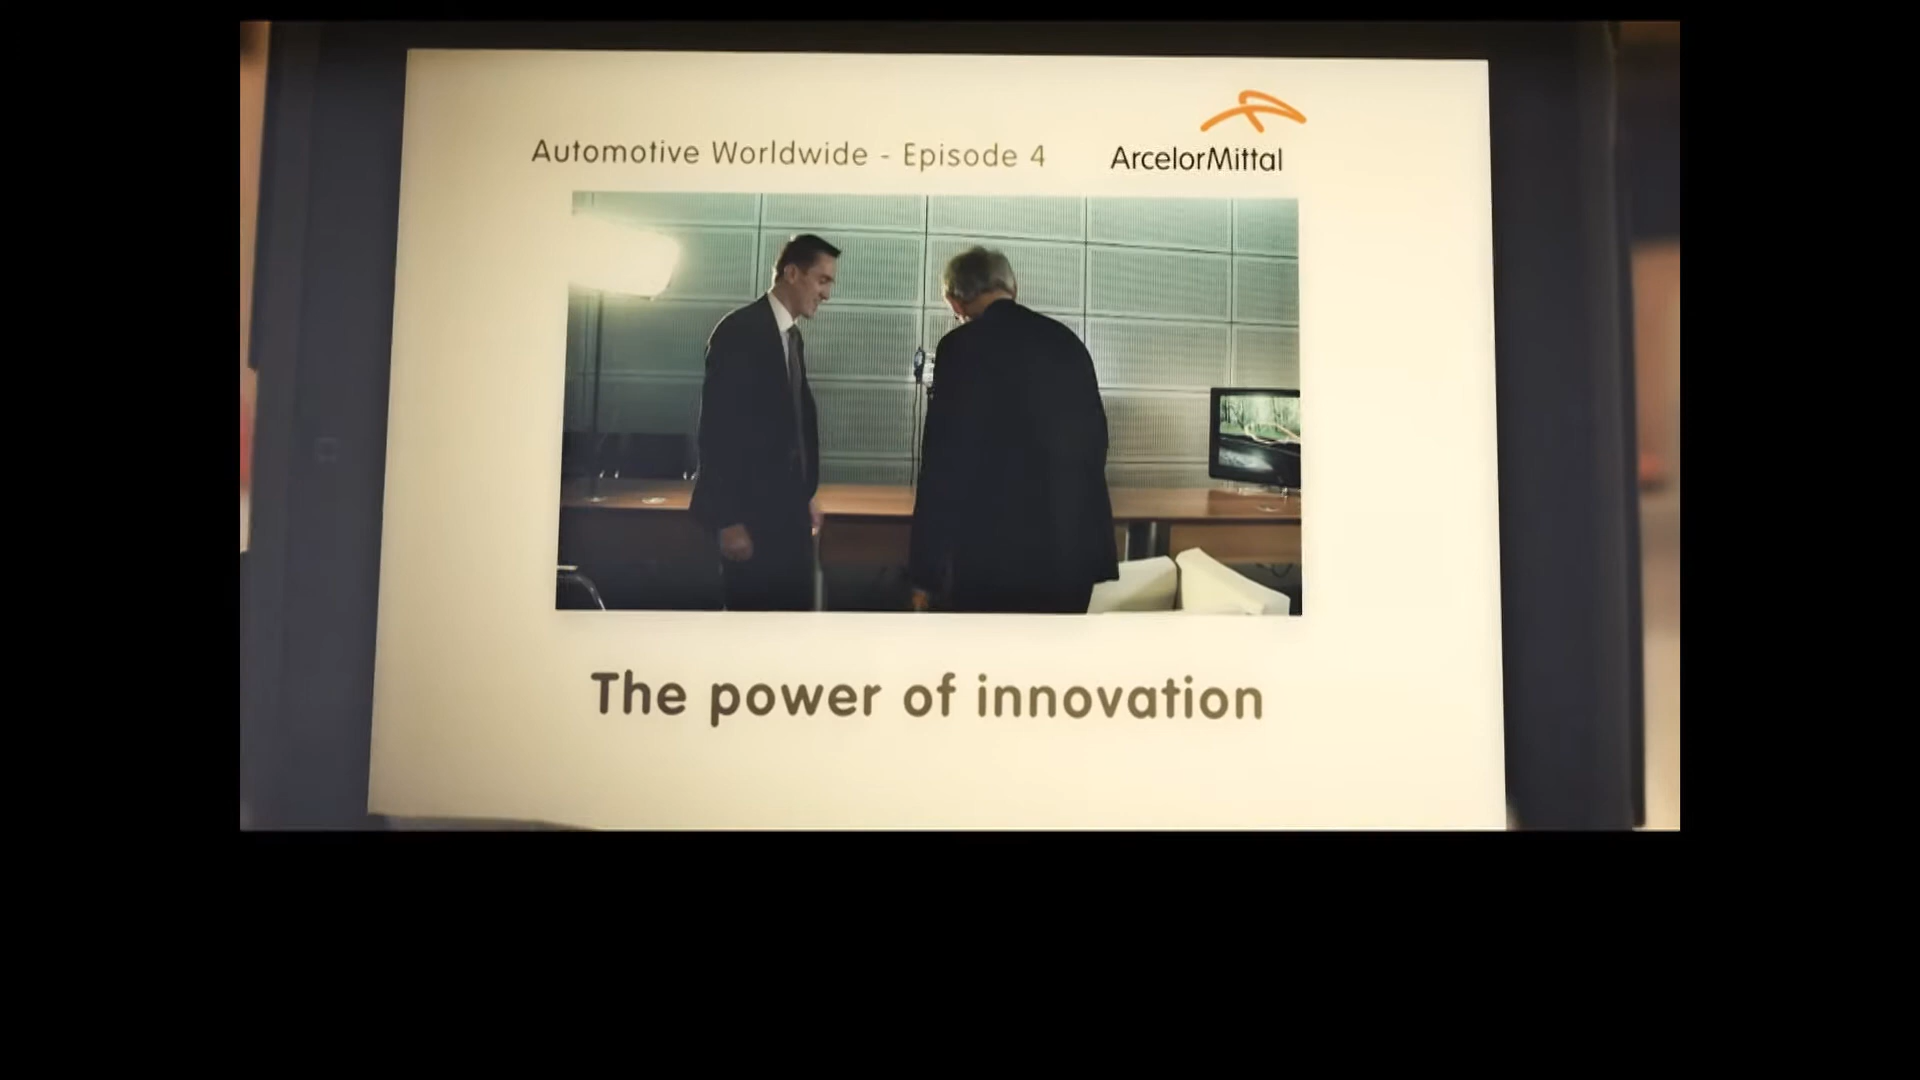 Automotive Worldwide - Episode 4
ArcelorMittal
The power of innovation